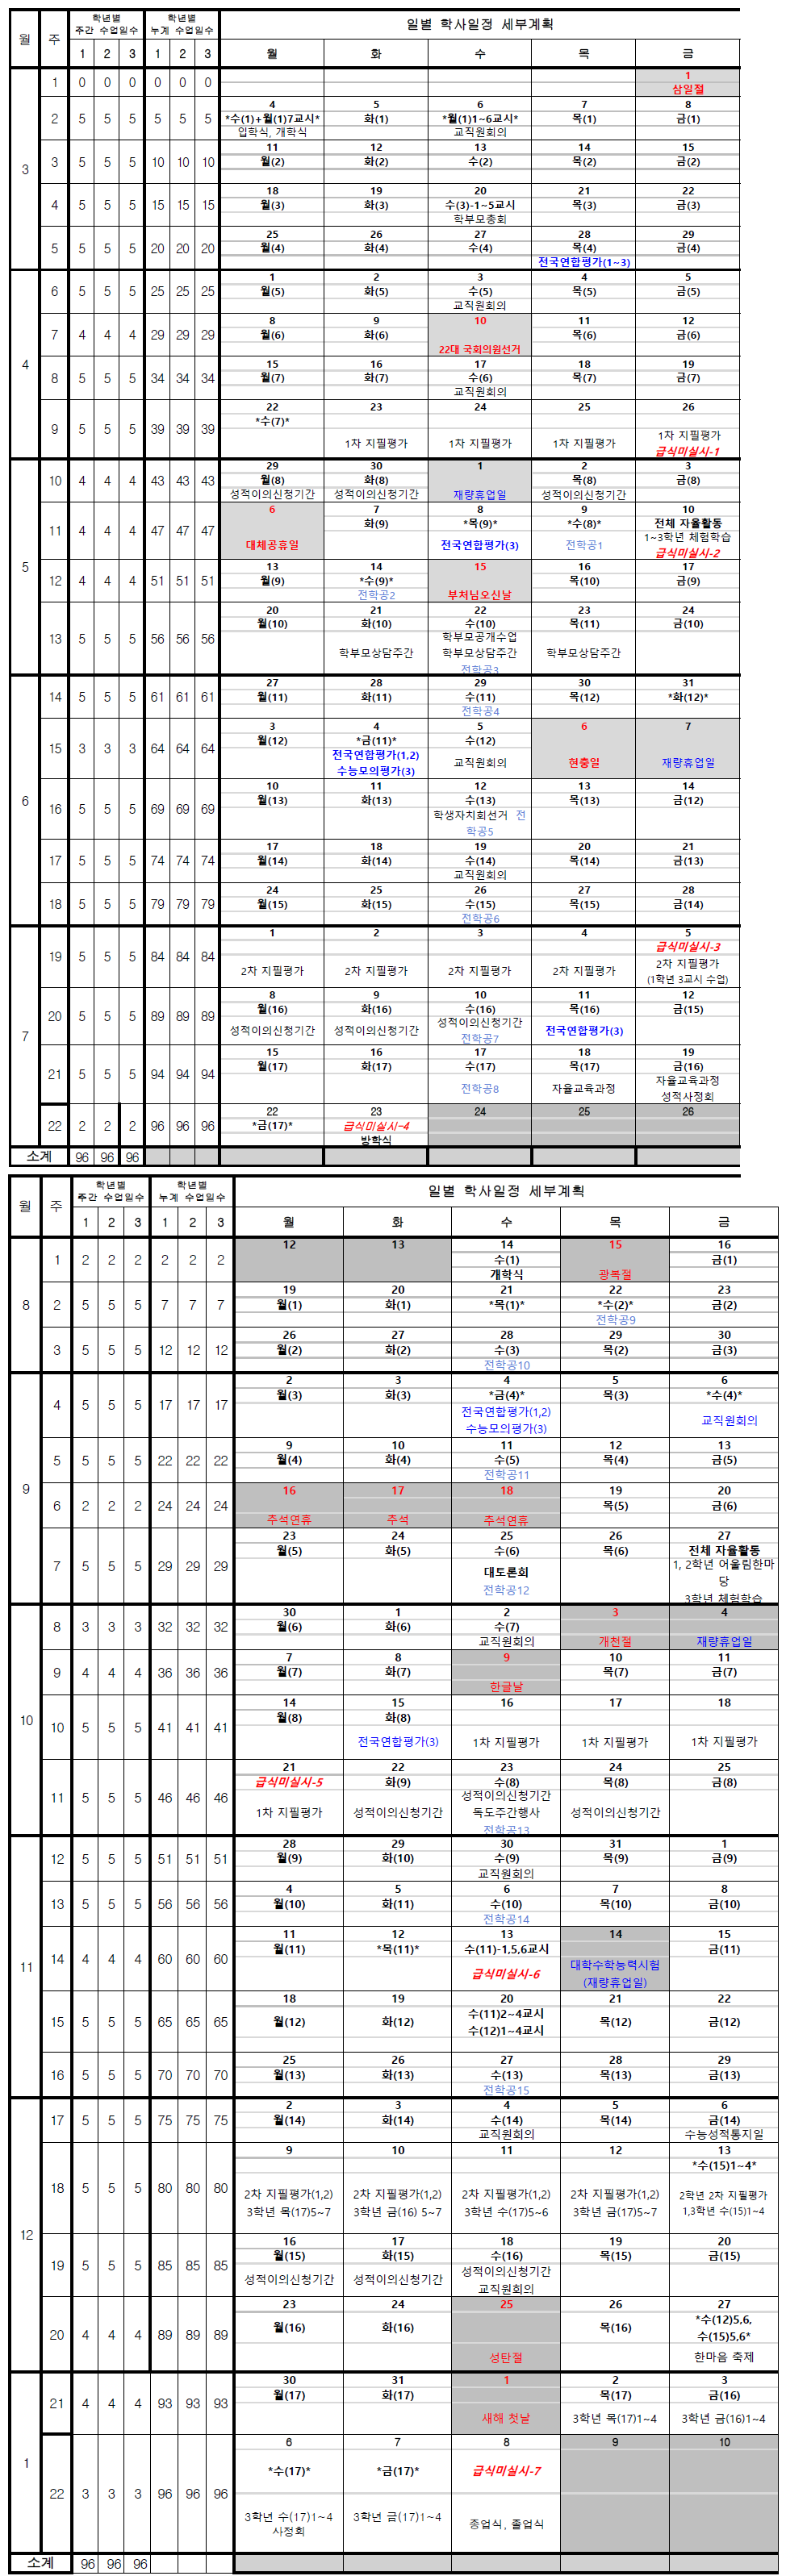 월 주 학년별 주간 수업일수 학년별 누계 수업일수 일별 학사일정 세부계획
1 2 3 1 2 3 월 화 수 목 금
3 1 0 0 0 0 0 0 1
삼일절
2 5 5 5 5 5 5 4 5 6 7 8
*수(1)+월(1)7교시* 화(1) *월(1)1~6교시* 목(1) 금(1)
입학식, 개학식 교직원회의
3 5 5 5 10 10 10 11 12 13 14 15
월(2) 화(2) 수(2) 목(2) 금(2)
4 5 5 5 15 15 15 18 19 20 21 22
월(3) 화(3) 수(3)-1~5교시 목(3) 금(3)
학부모총회
5 5 5 5 20 20 20 25 26 27 28 29
월(4) 화(4) 수(4) 목(4) 금(4)
전국연합평가(1~3)
4 6 5 5 5 25 25 25 1 2 3 4 5
월(5) 화(5) 수(5) 목(5) 금(5)
교직원회의
7 4 4 4 29 29 29 8 9 10 11 12
월(6) 화(6) 목(6) 금(6)
22대 국회의원선거
8 5 5 5 34 34 34 15 16 17 18 19
월(7) 화(7) 수(6) 목(7) 금(7)
교직원회의
9 5 5 5 39 39 39 22 23 24 25 26
*수(7)*
1차 지필평가 1차 지필평가 1차 지필평가 1차 지필평가
급식미실시-1
5 10 4 4 4 43 43 43 29 30 1 2 3
월(8) 화(8) 목(8) 금(8)
성적이의신청기간 성적이의신청기간 재량휴업일 성적이의신청기간
11 4 4 4 47 47 47 6 7 8 9 10
화(9) *목(9)* *수(8)* 전체 자율활동
대체공휴일 전국연합평가(3) 전학공1 1~3학년 체험학습
급식미실시-2
12 4 4 4 51 51 51 13 14 15 16 17
월(9) *수(9)* 목(10) 금(9)
전학공2 부처님오신날
13 5 5 5 56 56 56 20 21 22 23 24
월(10) 화(10) 수(10) 목(11) 금(10)
학부모공개수업
학부모상담주간 학부모상담주간 학부모상담주간
전학공3
6 14 5 5 5 61 61 61 27 28 29 30 31
월(11) 화(11) 수(11) 목(12) *화(12)*
전학공4
15 3 3 3 64 64 64 3 4 5 6 7
월(12) *금(11)* 수(12)
전국연합평가(1,2) 교직원회의 현충일 재량휴업일
수능모의평가(3)
16 5 5 5 69 69 69 10 11 12 13 14
월(13) 화(13) 수(13) 목(13) 금(12)
학생자치회선거 전
학공5
17 5 5 5 74 74 74 17 18 19 20 21
월(14) 화(14) 수(14) 목(14) 금(13)
교직원회의
18 5 5 5 79 79 79 24 25 26 27 28
월(15) 화(15) 수(15) 목(15) 금(14)
전학공6
7 19 5 5 5 84 84 84 1 2 3 4 5
급식미실시-3
2차 지필평가 2차 지필평가 2차 지필평가 2차 지필평가 2차 지필평가
(1학년 3교시 수업)
20 5 5 5 89 89 89 8 9 10 11 12
월(16) 화(16) 수(16) 목(16) 금(15)
성적이의신청기간 성적이의신청기간 성적이의신청기간 전국연합평가(3)
전학공7
21 5 5 5 94 94 94 15 16 17 18 19
월(17) 화(17) 수(17) 목(17) 금(16)
전학공8 자율교육과정 자율교육과정
성적사정회
22 2 2 2 96 96 96 22 23 24 25 26
*금(17)* 급식미실시-4
방학식
소계 96 96 96
월 주 학년별 주간 수업일수 학년별 누계 수업일수 일별 학사일정 세부계획
1 2 3 1 2 3 월 화 수 목 금
8 1 2 2 2 2 2 2 12 13 14 15 16
수(1) 금(1)
개학식 광복절
2 5 5 5 7 7 7 19 20 21 22 23
월(1) 화(1) *목(1)* *수(2)* 금(2)
전학공9
3 5 5 5 12 12 12 26 27 28 29 30
월(2) 화(2) 수(3) 목(2) 금(3)
전학공10
9 4 5 5 5 17 17 17 2 3 4 5 6
월(3) 화(3) *금(4)* 목(3) *수(4)*
전국연합평가(1,2) 교직원회의
수능모의평가(3)
5 5 5 5 22 22 22 9 10 11 12 13
월(4) 화(4) 수(5) 목(4) 금(5)
전학공11
6 2 2 2 24 24 24 16 17 18 19 20
목(5) 금(6)
추석연휴 추석 추석연휴
7 5 5 5 29 29 29 23 24 25 26 27
월(5) 화(5) 수(6) 목(6) 전체 자율활동
대토론회 1, 2학년 어울림한마
당
전학공12 3학년 체험학습
10 8 3 3 3 32 32 32 30 1 2 3 4
월(6) 화(6) 수(7)
교직원회의 개천절 재량휴업일
9 4 4 4 36 36 36 7 8 9 10 11
월(7) 화(7) 목(7) 금(7)
한글날
10 5 5 5 41 41 41 14 15 16 17 18
월(8) 화(8)
전국연합평가(3) 1차 지필평가 1차 지필평가 1차 지필평가
11 5 5 5 46 46 46 21 22 23 24 25
급식미실시-5 화(9) 수(8) 목(8) 금(8)
성적이의신청기간
1차 지필평가 성적이의신청기간 독도주간행사 성적이의신청기간
전학공13
11 12 5 5 5 51 51 51 28 29 30 31 1
월(9) 화(10) 수(9) 목(9) 금(9)
교직원회의
13 5 5 5 56 56 56 4 5 6 7 8
월(10) 화(11) 수(10) 목(10) 금(10)
전학공14
14 4 4 4 60 60 60 11 12 13 14 15
월(11) *목(11)* 수(11)-1,5,6교시 금(11)
급식미실시-6 대학수학능력시험
(재량휴업일)
15 5 5 5 65 65 65 18 19 20 21 22
월(12) 화(12) 수(11)2~4교시 목(12) 금(12)
수(12)1~4교시
16 5 5 5 70 70 70 25 26 27 28 29
월(13) 화(13) 수(13) 목(13) 금(13)
전학공15
12 17 5 5 5 75 75 75 2 3 4 5 6
월(14) 화(14) 수(14) 목(14) 금(14)
교직원회의 수능성적통지일
18 5 5 5 80 80 80 9 10 11 12 13
*수(15)1~4*
2차 지필평가(1,2) 2차 지필평가(1,2) 2차 지필평가(1,2) 2차 지필평가(1,2) 2학년 2차 지필평가
3학년 목(17)5~7 3학년 금(16) 5~7 3학년 수(17)5~6 3학년 금(17)5~7 1,3학년 수(15)1~4
19 5 5 5 85 85 85 16 17 18 19 20
월(15) 화(15) 수(16) 목(15) 금(15)
성적이의신청기간 성적이의신청기간 성적이의신청기간
교직원회의
20 4 4 4 89 89 89 23 24 25 26 27
월(16) 화(16) 목(16) *수(12)5,6,
수(15)5,6*
성탄절 한마음 축제
1 21 4 4 4 93 93 93 30 31 1 2 3
월(17) 화(17) 목(17) 금(16)
새해 첫날 3학년 목(17)1~4 3학년 금(16)1~4
22 3 3 3 96 96 96 6 7 8 9 10
*수(17)* *금(17)* 급식미실시-7
3학년 수(17)1~4 3학년 금(17)1~4 종업식, 졸업식
사정회
소계 96 96 96